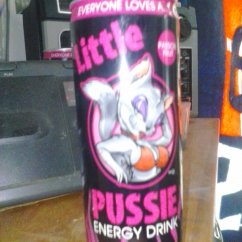 EVERYONE LOVES A
Little
PASSION
FRUIT
PUSSIE
ENERGY DRINK